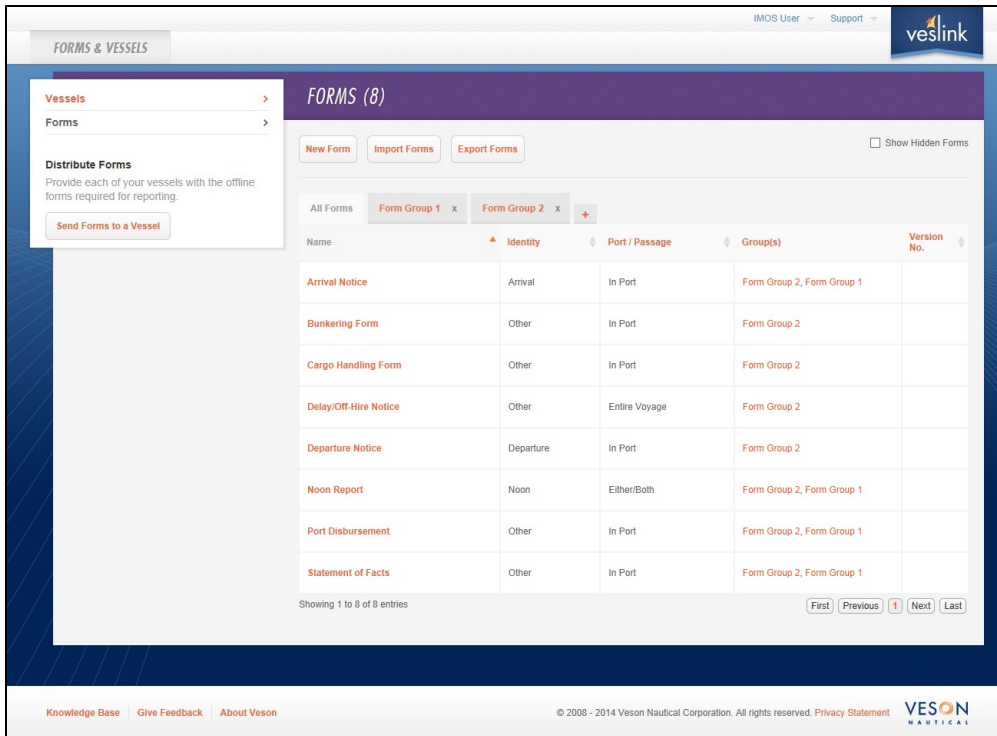 IMOS User Support
veslink
FORMS & VESSELS
Vessels >
Forms >
Distribute Forms
Provide each of your vessels with the offline
forms required for reporting.
Send Forms to a Vessel
FORMS (8)
New Form Import Forms Export Forms Show Hidden Forms
All Forms Form Group 1 x Form Group 2 x +
Name Identity Port / Passage Group(s) Version
No.
Arrival Notice Arrival In Port Form Group 2, Form Group 1
Bunkering Form Other In Port Form Group 2
Cargo Handling Form Other In Port Form Group 2
Delay/Off-Hire Notice Other Entire Voyage Form Group 2
Departure Notice Departure In Port Form Group 2
Noon Report Noon Either/Both Form Group 2, Form Group 1
Port Disbursement Other In Port Form Group 2, Form Group 1
Statement of Facts Other In Port Form Group 2, Form Group 1
Showing 1 to 8 of 8 entries First Previous 1 Next Last
Knowledge Base Give Feedback About Veson © 2008 - 2014 Veson Nautical Corporation. All rights reserved. Privacy Statement
VESON
NAUTICAL